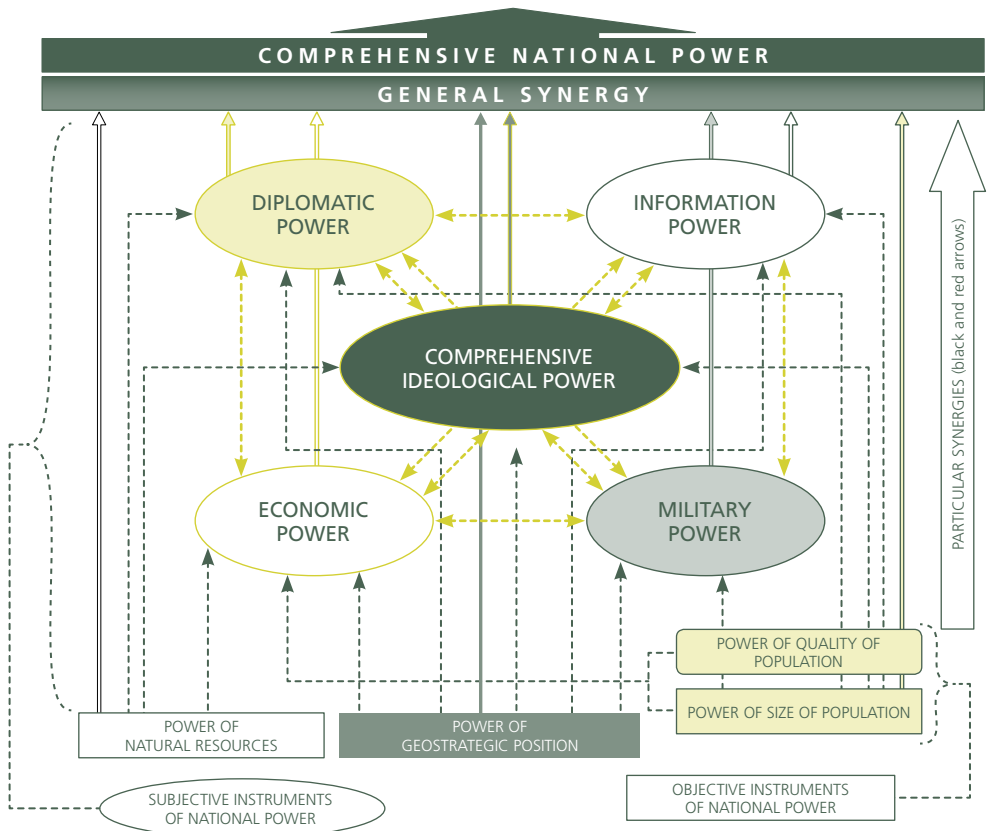 COMPREHENSIVE NATIONAL POWER
GENERAL SYNERGY
DIPLOMATIC
POWER
INFORMATION
POWER
COMPREHENSIVE
IDEOLOGICAL POWER
ECONOMIC
POWER
MILITARY
POWER
PARTICULAR SYNERGIES (black and red arrows)
POWER OF QUALITY OF
POPULATION
POWER OF SIZE OF POPULATION
POWER OF
NATURAL RESOURCES
POWER OF
GEOSTRATEGIC POSITION
SUBJECTIVE INSTRUMENTS
OF NATIONAL POWER
OBJECTIVE INSTRUMENTS
OF NATIONAL POWER